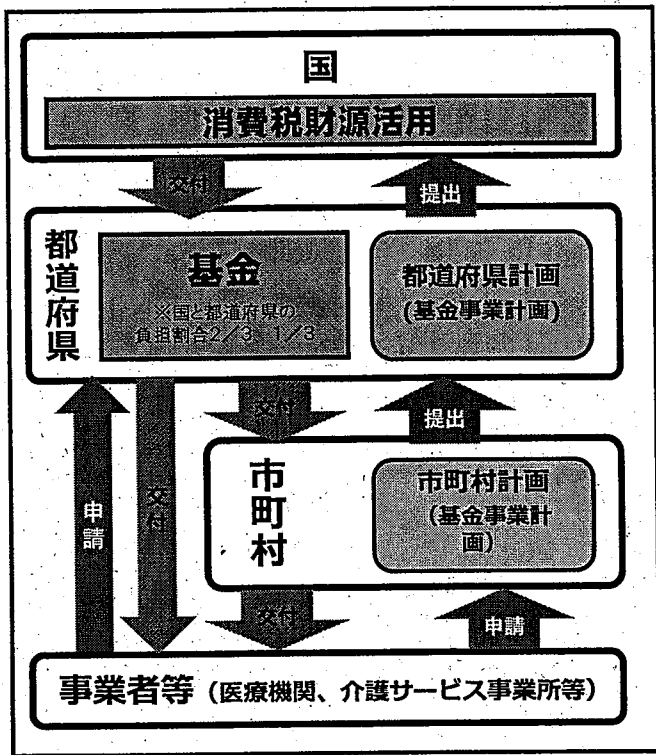 国
消費税財源活用
交付
提出
都道府県
基金
※国と都道府県の
負担割合2/3 1/3
都道府県計画
(基金事業計画)
交付
提出
申請
交付
市町村
市町村計画
(基金事業計
画)
交付
申請
事業者等(医療機関、介護サービス事業所等)